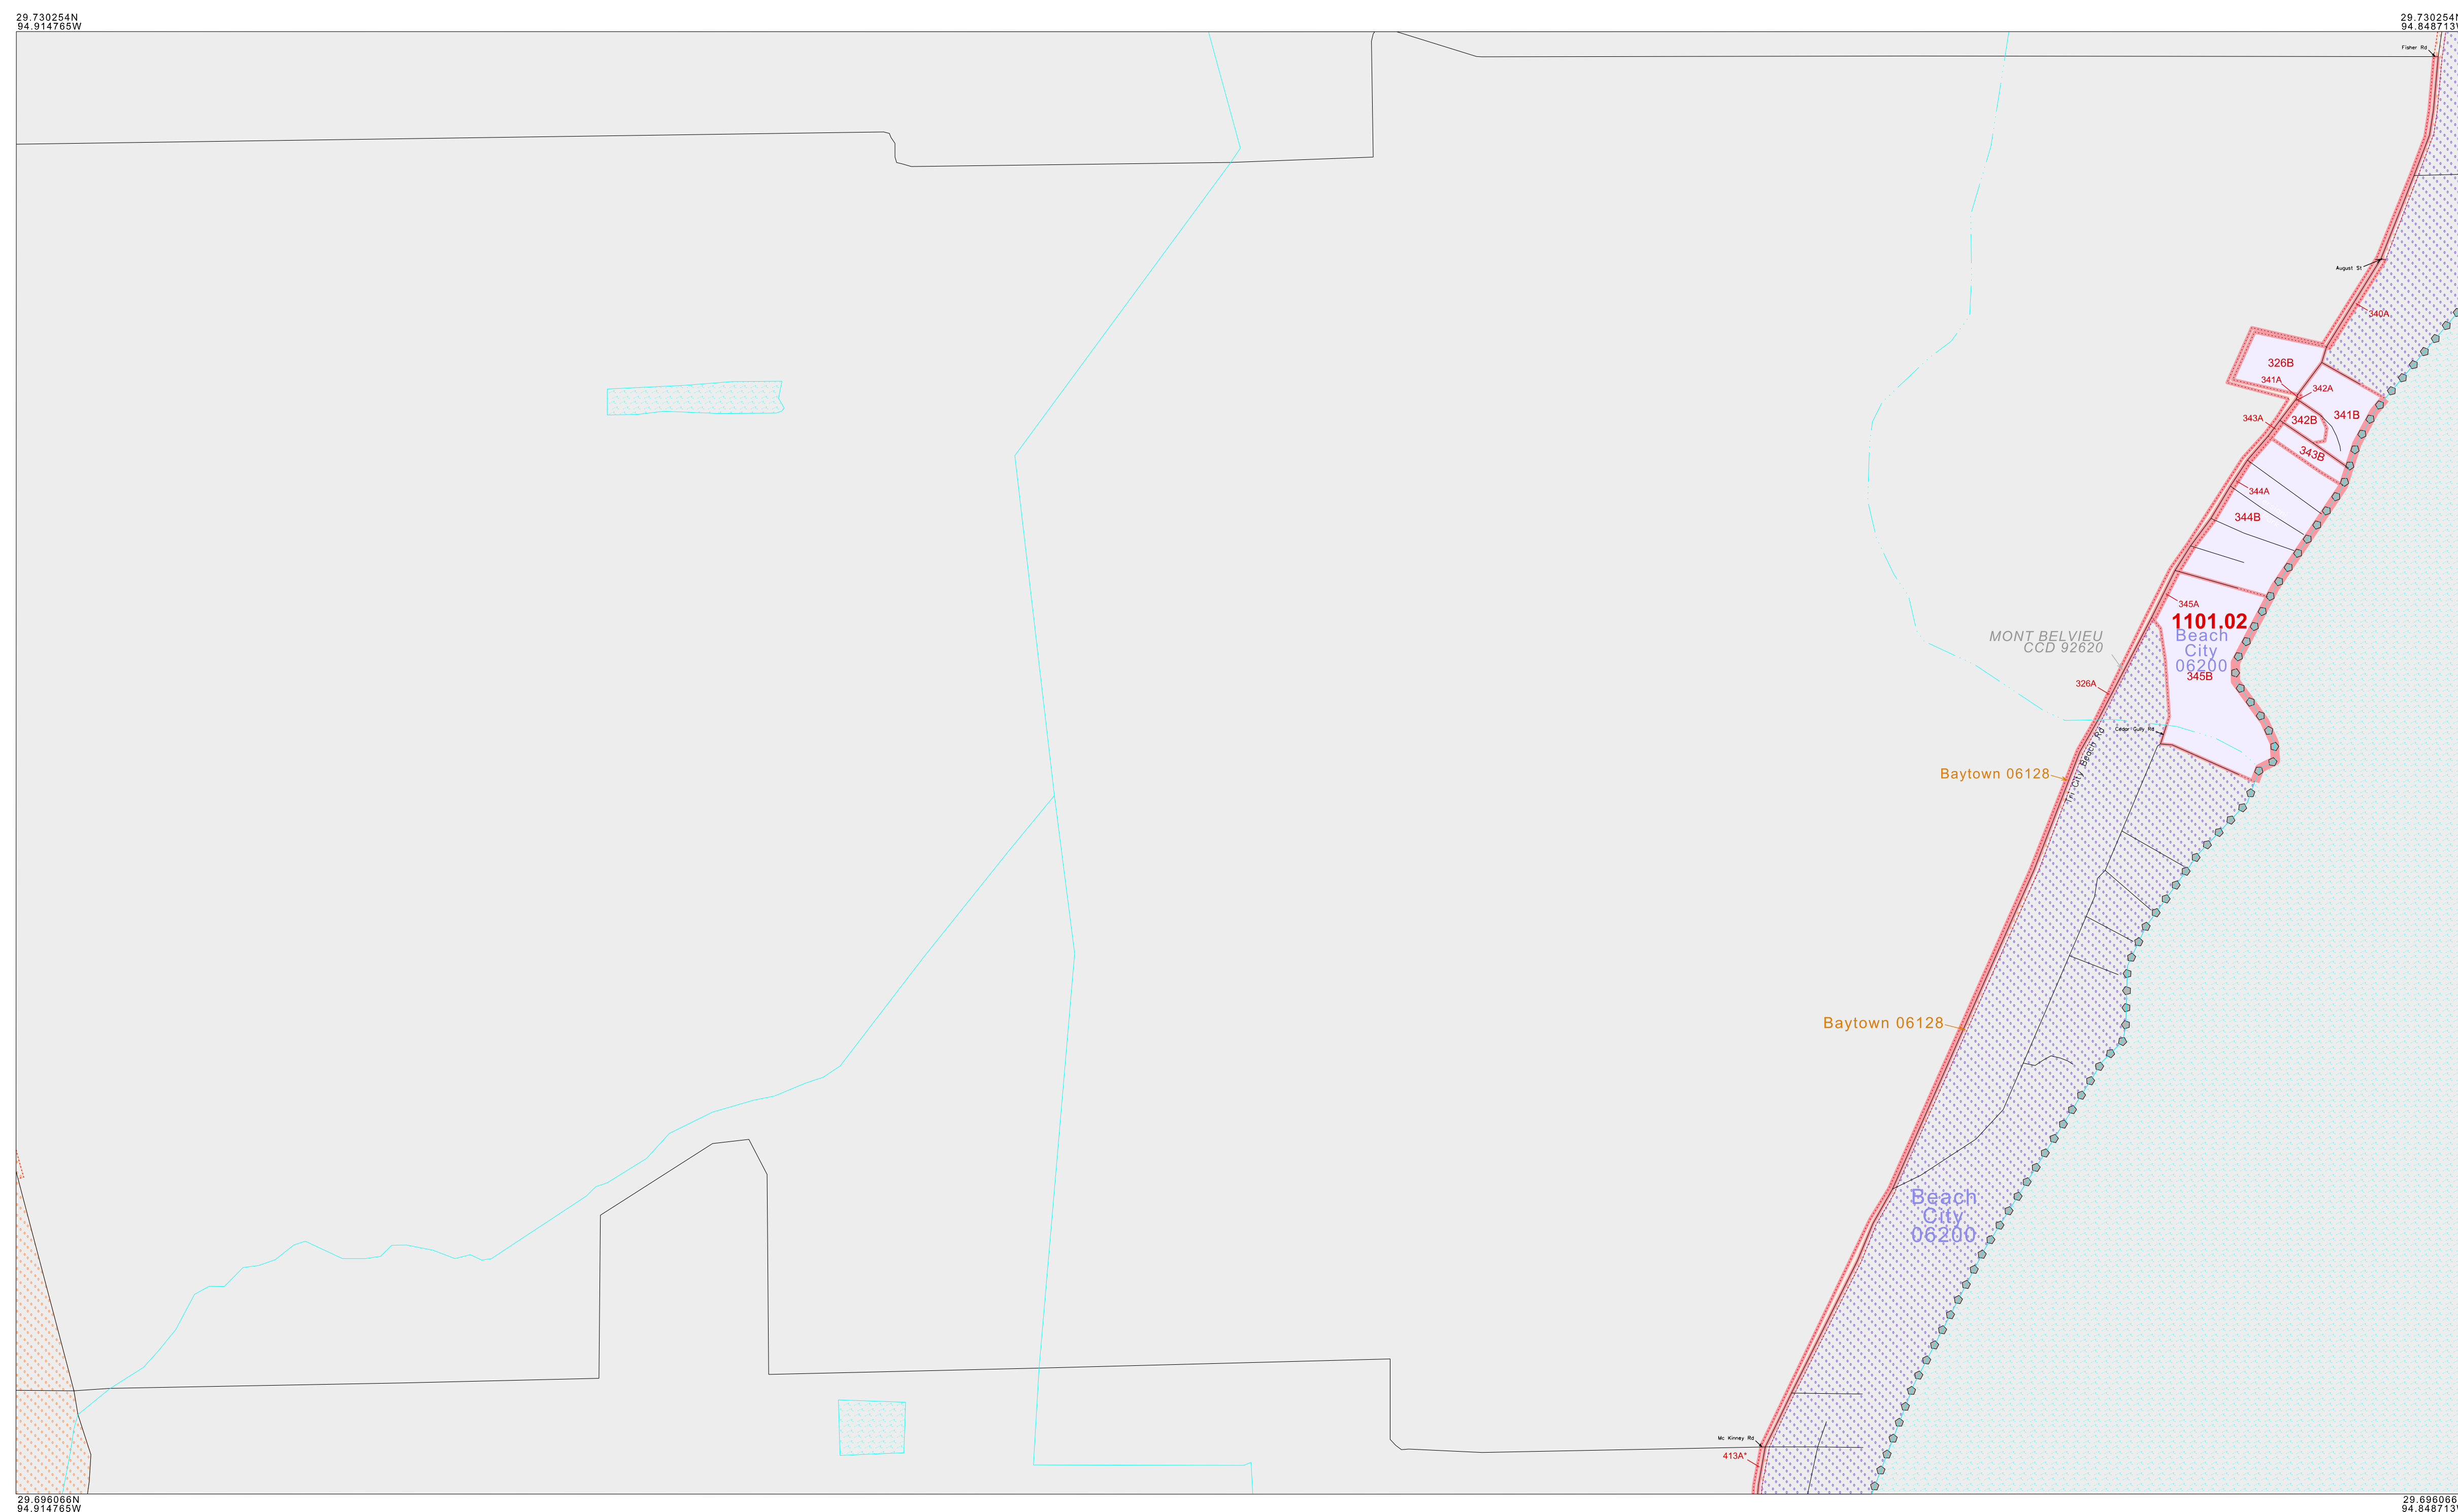 29.730254N
94.914765W
29.730254N
94.848713W
Fisher Rd
August St
340A
326B
341A
342A
341B
342B
343A
343B
344A
344B
345A
1101.02
Beach
City
06200
345B
MONT BELVIEU
CCD 92620
326A
Cedar Gully Rd
Tri City Beach Rd
Baytown 06128
Baytown 06128
Beach
City
06200
Mc Kinney Rd
413A*
29.696066N
94.914765W
29.696066
94.848713